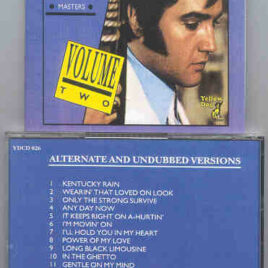 MASTERS
VOLUME
TWO
Yellow
Dog
YDCD 026
ALTERNATE AND UNDUBBED VERSIONS
1 KENTUCKY RAIN
2 WEARIN' THAT LOVED ON LOOK
3 ONLY THE STRONG SURVIVE
4 ANY DAY NOW
5 IT KEEPS RIGHT ON A-HURTIN'
6 I'M MOVIN' ON
7 I'LL HOLD YOU IN MY HEART
8 POWER OF MY LOVE
9 LONG BLACK LIMOUSINE
10 IN THE GHETTO
11 GENTLE ON MY MIND